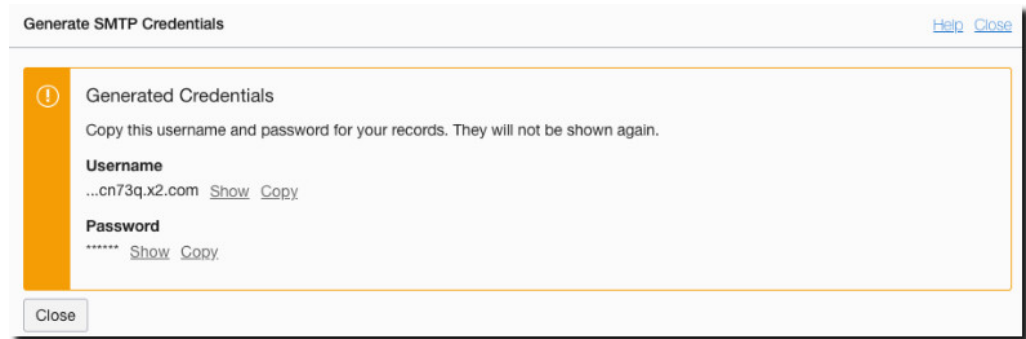 Generate SMTP Credentials Help Close
Generated Credentials
Copy this username and password for your records. They will not be shown again.
Username
...cn73q.x2.com Show Copy
Password
****** Show Copy
Close